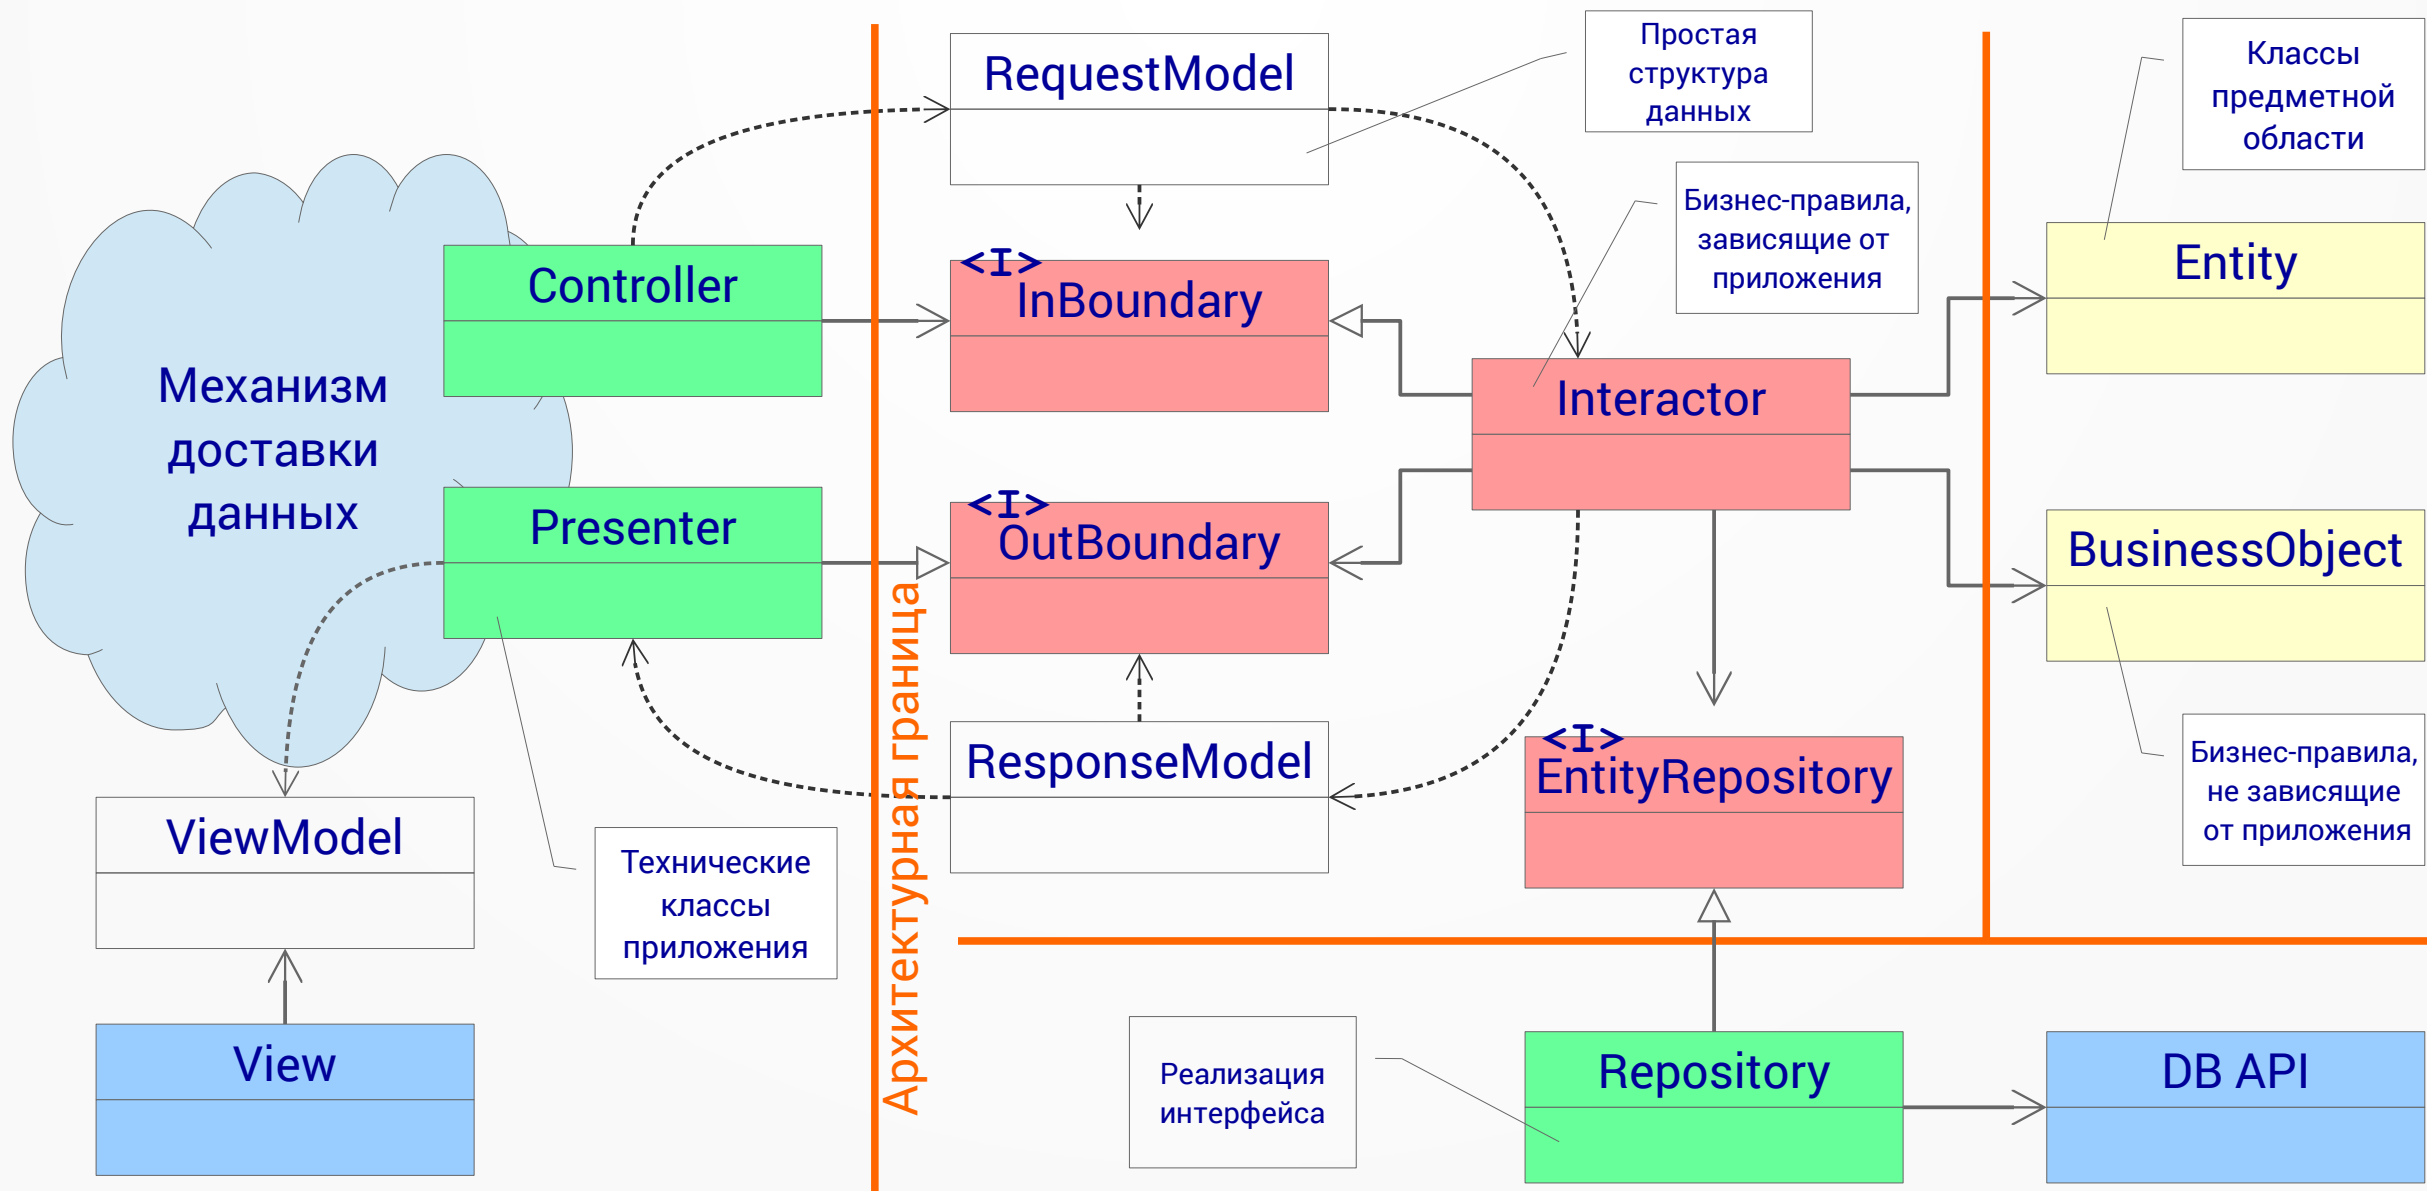 RequestModel
Простая
структура
данных
Классы
предметной
области
Бизнес-правила,
зависящие от
приложения
Controller
<I>
InBoundary
Entity
Механизм
доставки
данных
Interactor
Presenter
<I>
OutBoundary
BusinessObject
Архитектурная граница
ResponseModel
<I>
EntityRepository
Бизнес-правила,
не зависящие
от приложения
ViewModel
Технические
классы
приложения
View
Реализация
интерфейса
Repository
DB API